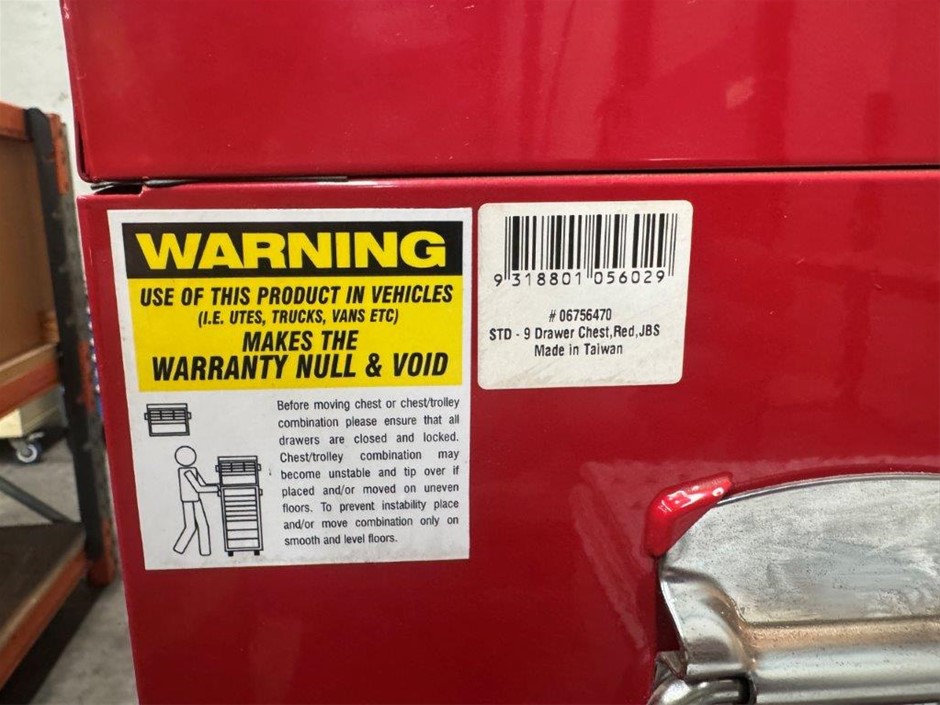 WARNING
USE OF THIS PRODUCT IN VEHICLES
(I.E. UTES, TRUCKS, VANS ETC)
MAKES THE
WARRANTY NULL & VOID
Before moving chest or chest/trolley
combination please ensure that all
drawers are closed and locked.
Chest/trolley combination may
become unstable and tip over if
placed and/or moved on uneven
floors. To prevent instability place
and/or move combination only on
smooth and level floors.
9 318801 056029
# 06756470
STD - 9 Drawer Chest,Red,JBS
Made in Taiwan